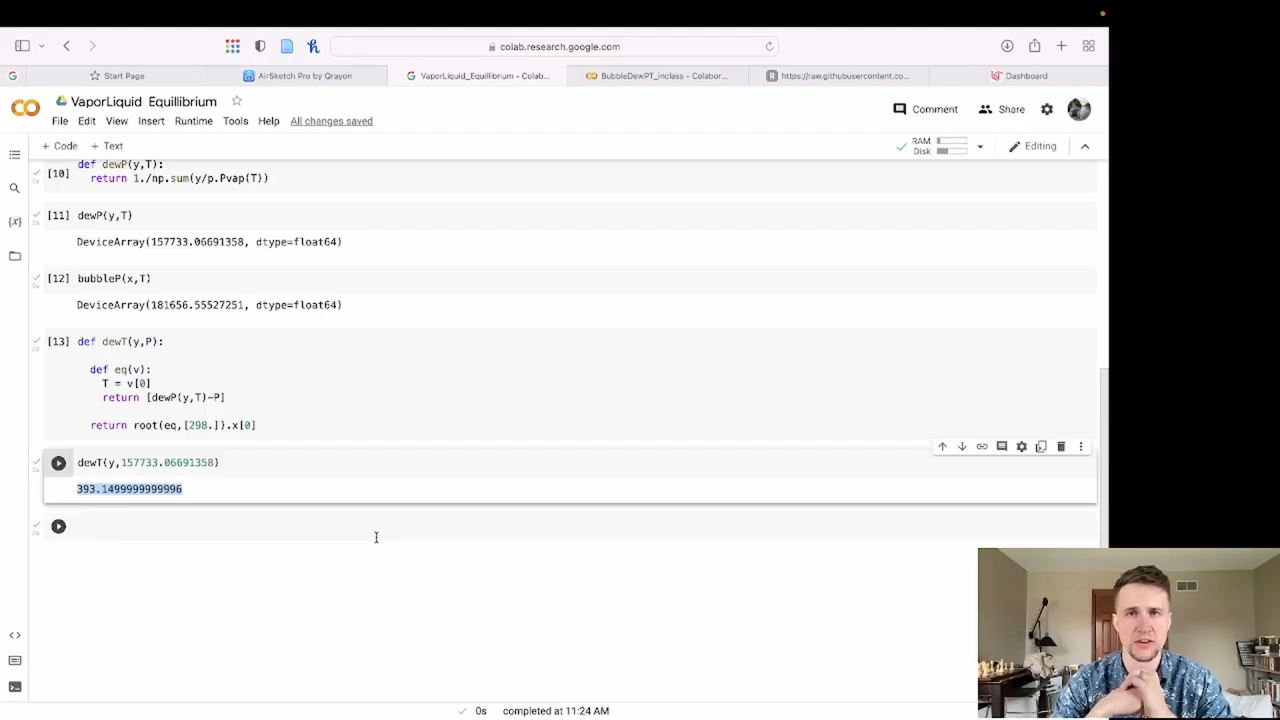 colab.research.google.com
Start Page
AirSketch Pro by Qrayon
VaporLiquid_Equillibrium - Colab...
BubbleDewPT_inclass - Colabor...
https://raw.githubusercontent.co...
Dashboard
VaporLiquid Equillibrium
Comment
Share
File Edit View Insert Runtime Tools Help All changes saved
+ Code + Text
RAM
Disk
Editing
def dewP(y,T):
[10]
return 1./np.sum(y/p.Pvap(T))
[11] dewP(y,T)
DeviceArray(157733.06691358, dtype=float64)
[12] bubbleP(x,T)
DeviceArray(181656.55527251, dtype=float64)
[13] def dewT(y,P):
def eq(v):
T = v[0]
return [dewP(y,T)-P]
return root(eq,[298.]).x[0]
dewT(y,157733.06691358)
393.1499999999996
0s completed at 11:24 AM